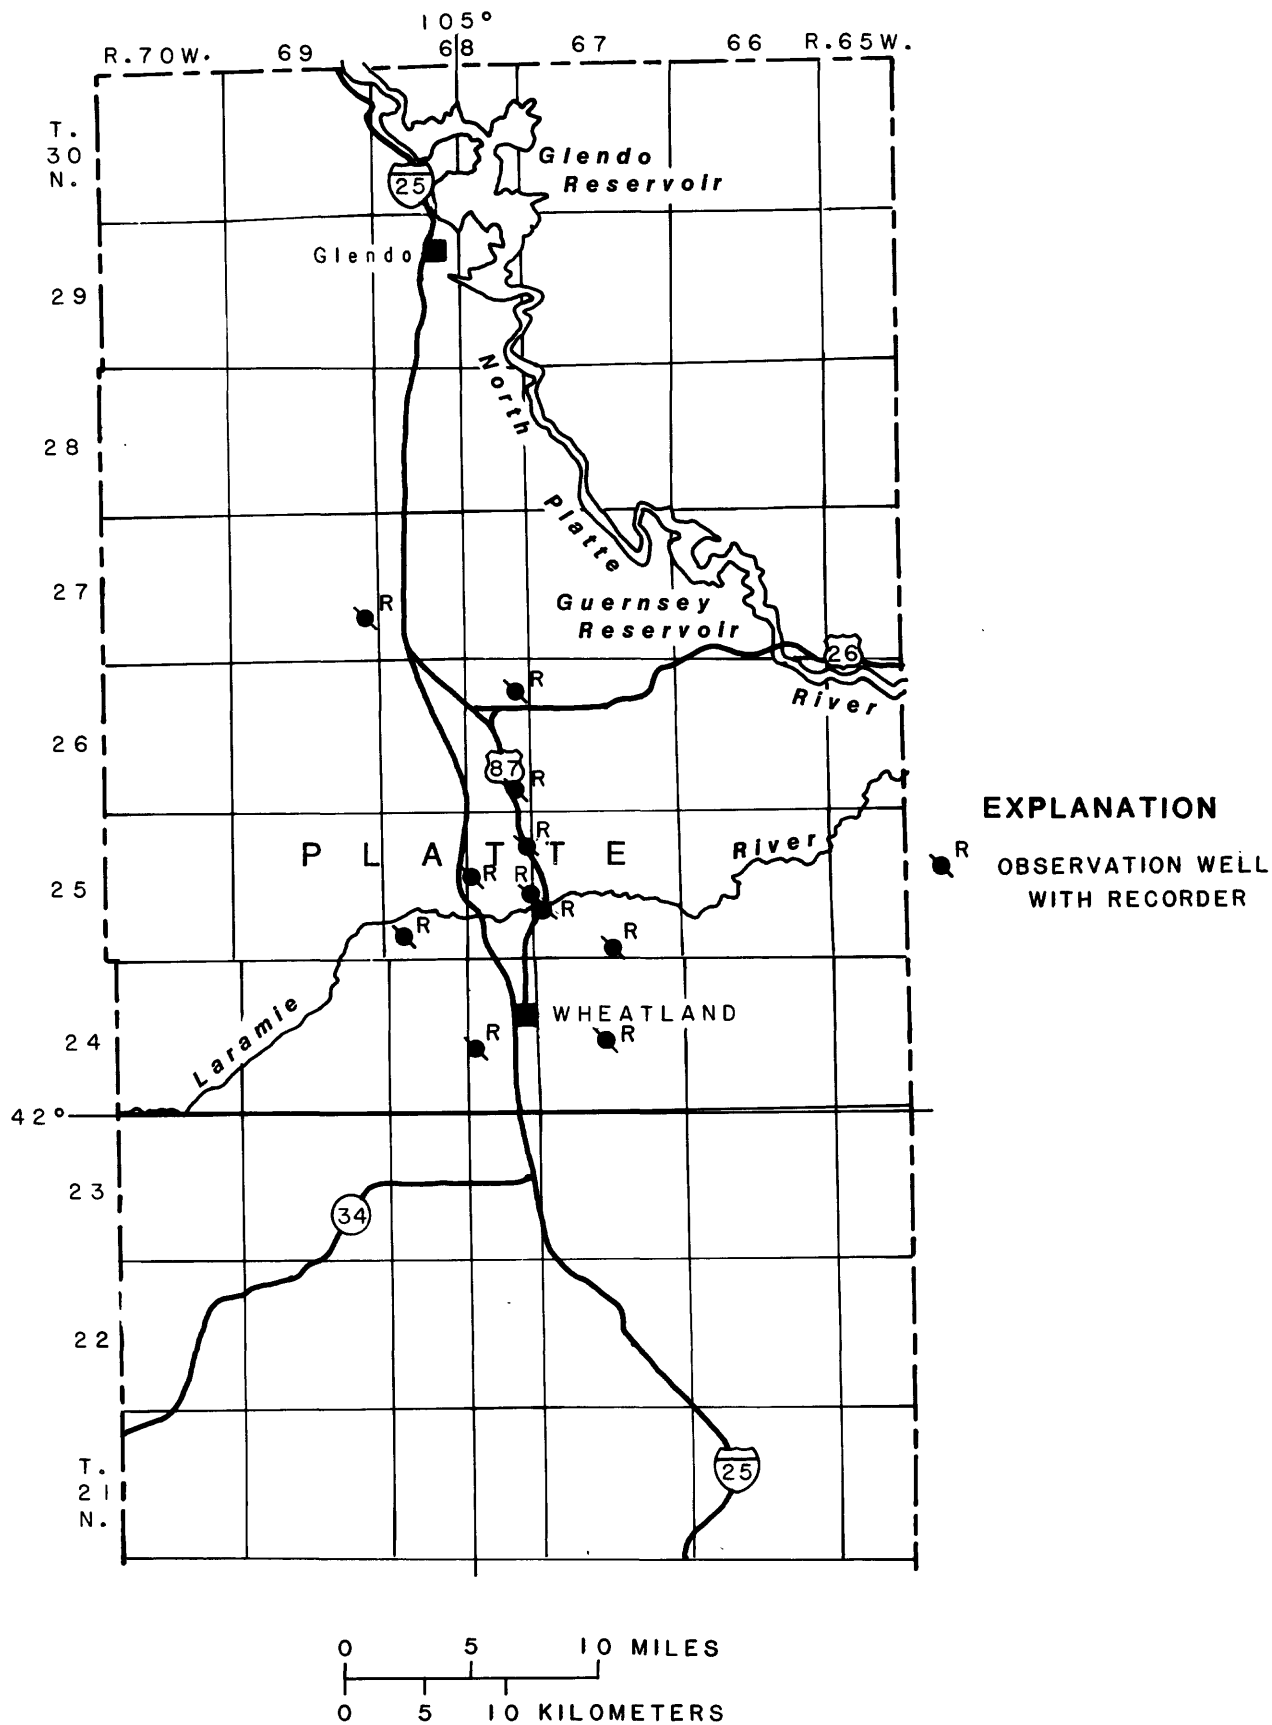 105°
R.70W. 69 68 67 66 R.65W.
T.
30
N.
Glendo
Reservoir
25
Glendo
29
North
28
Platte
27
R
Guernsey
Reservoir
26
R
River
26
87
R
R
PLATTE
River
R
R
25
R
R
R
EXPLANATION
R
OBSERVATION WELL
WITH RECORDER
WHEATLAND
Laramie
R
R
24
42°
23
34
22
T.
21
N.
25
0 5 10 MILES
0 5 10 KILOMETERS